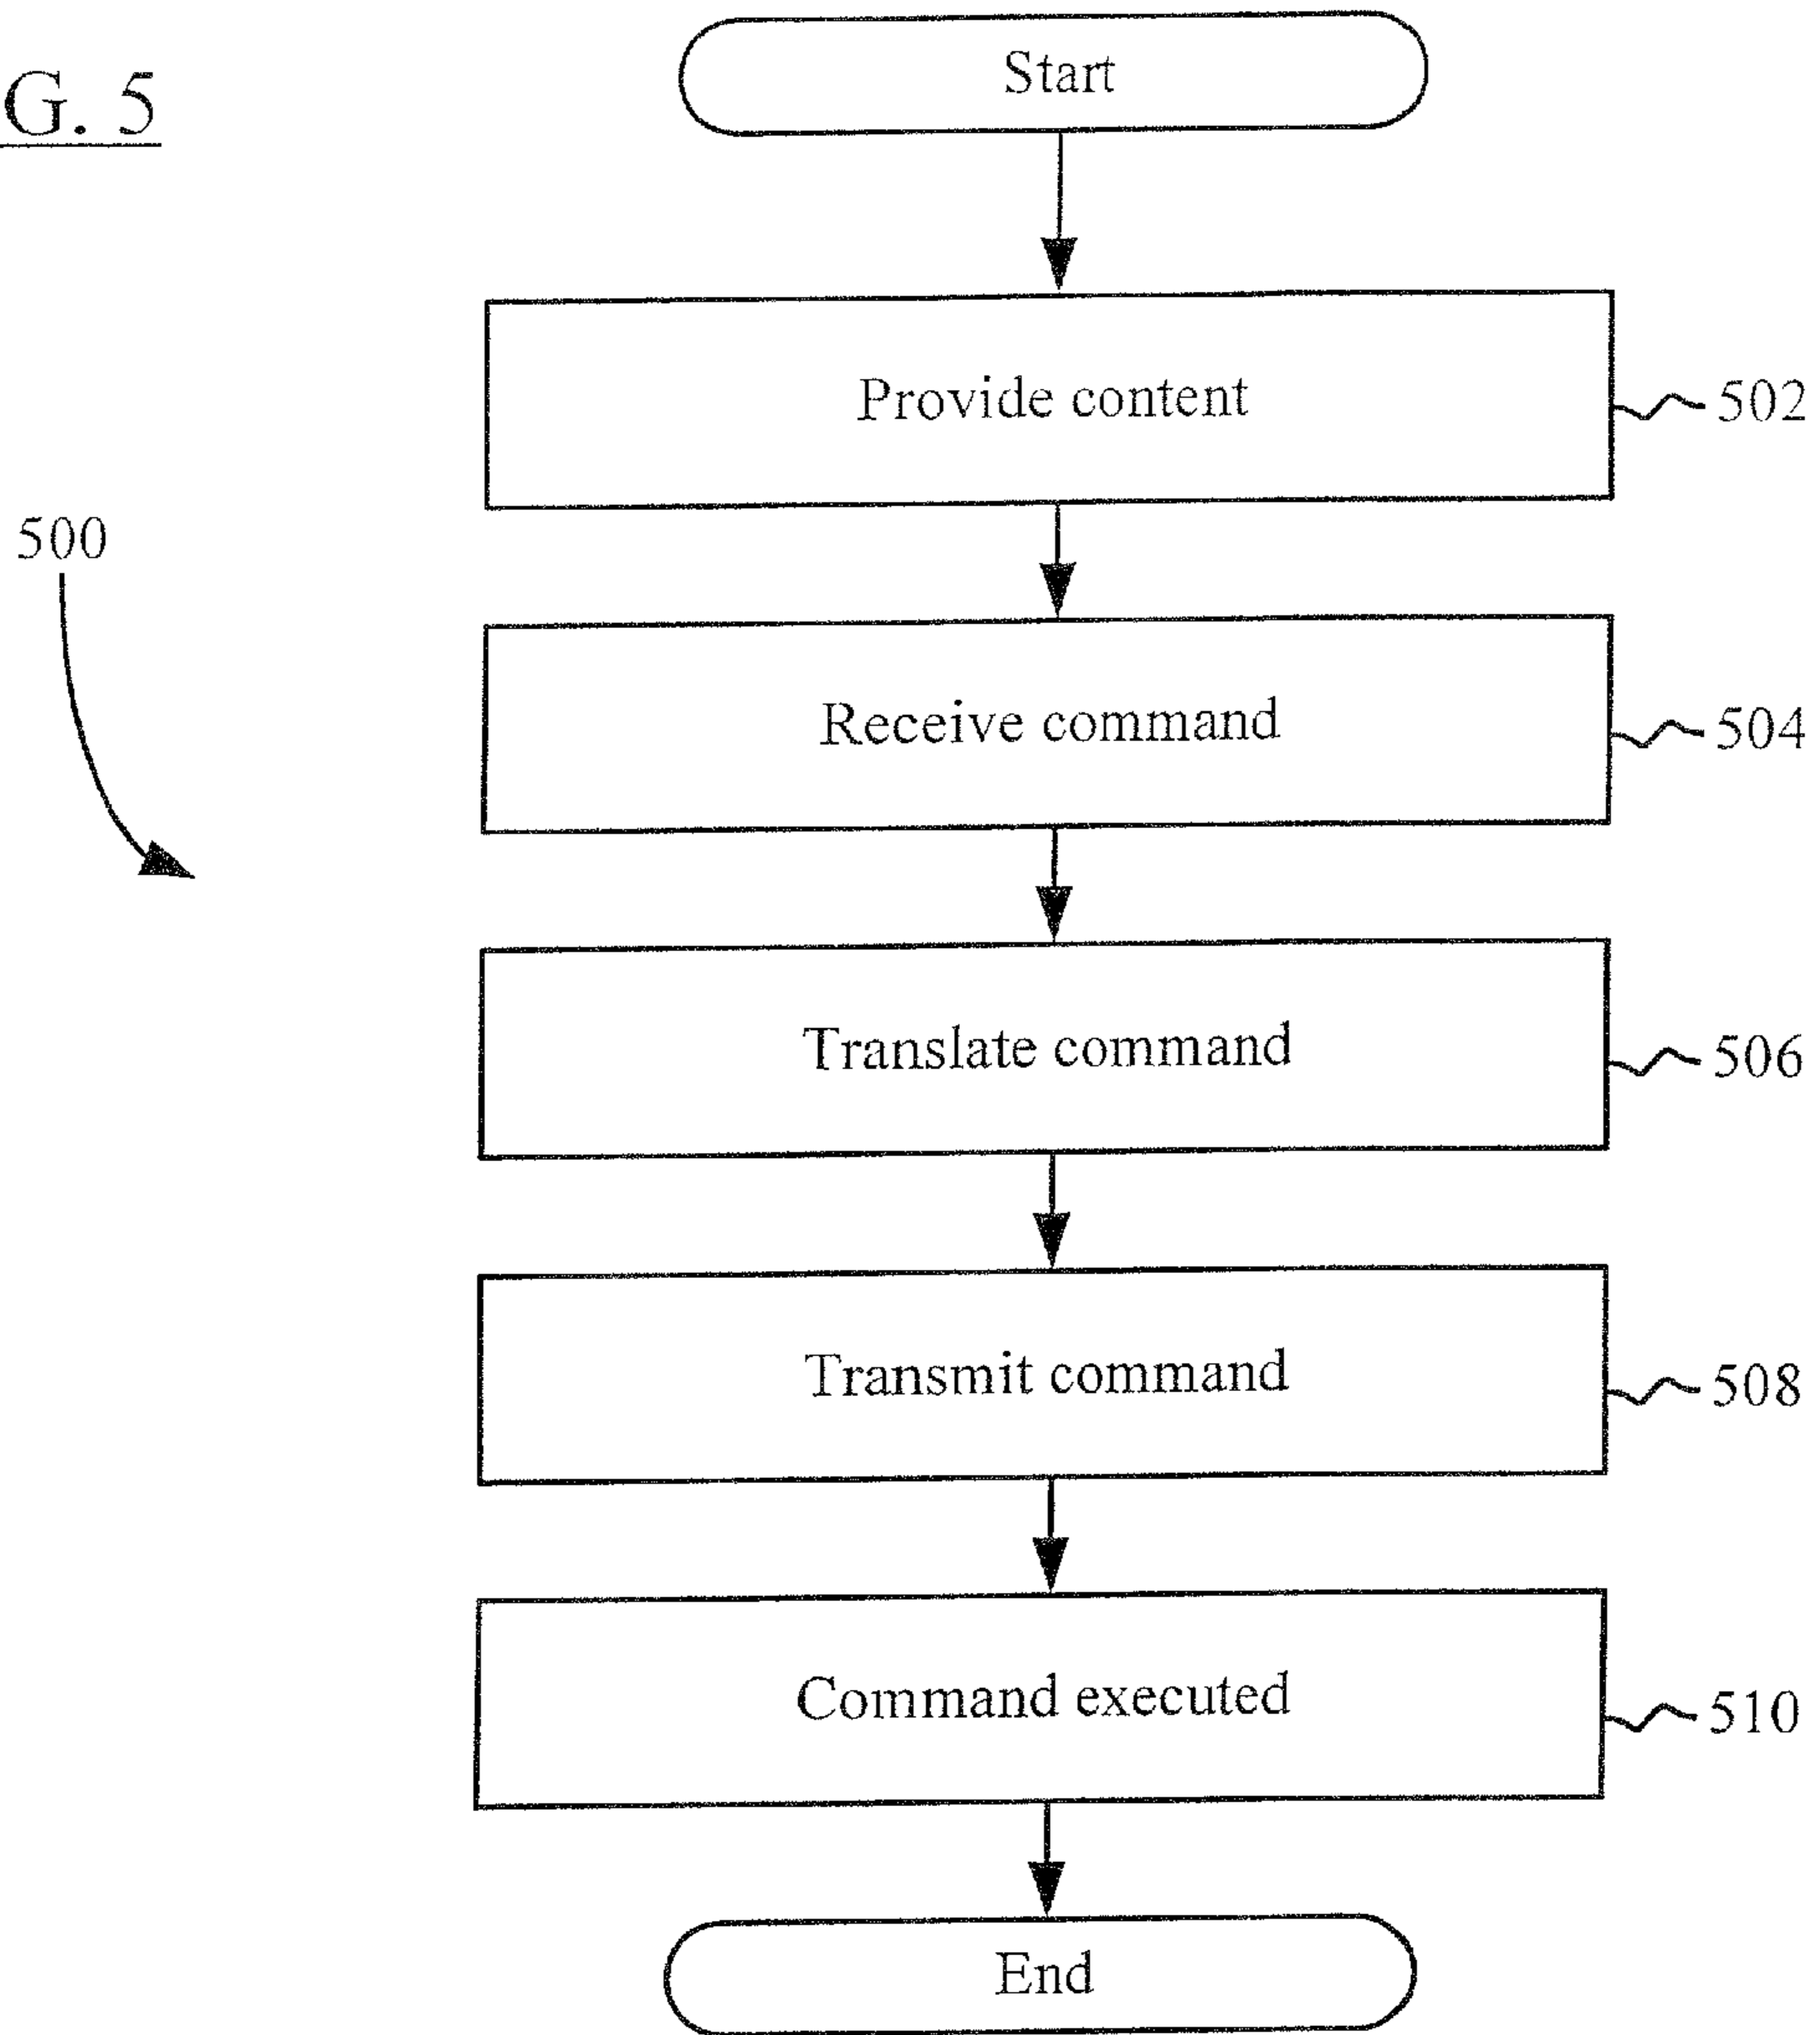 G. 5
Start
Provide content
502
500
Receive command
504
Translate command
506
Transmit command
508
Command executed
510
End